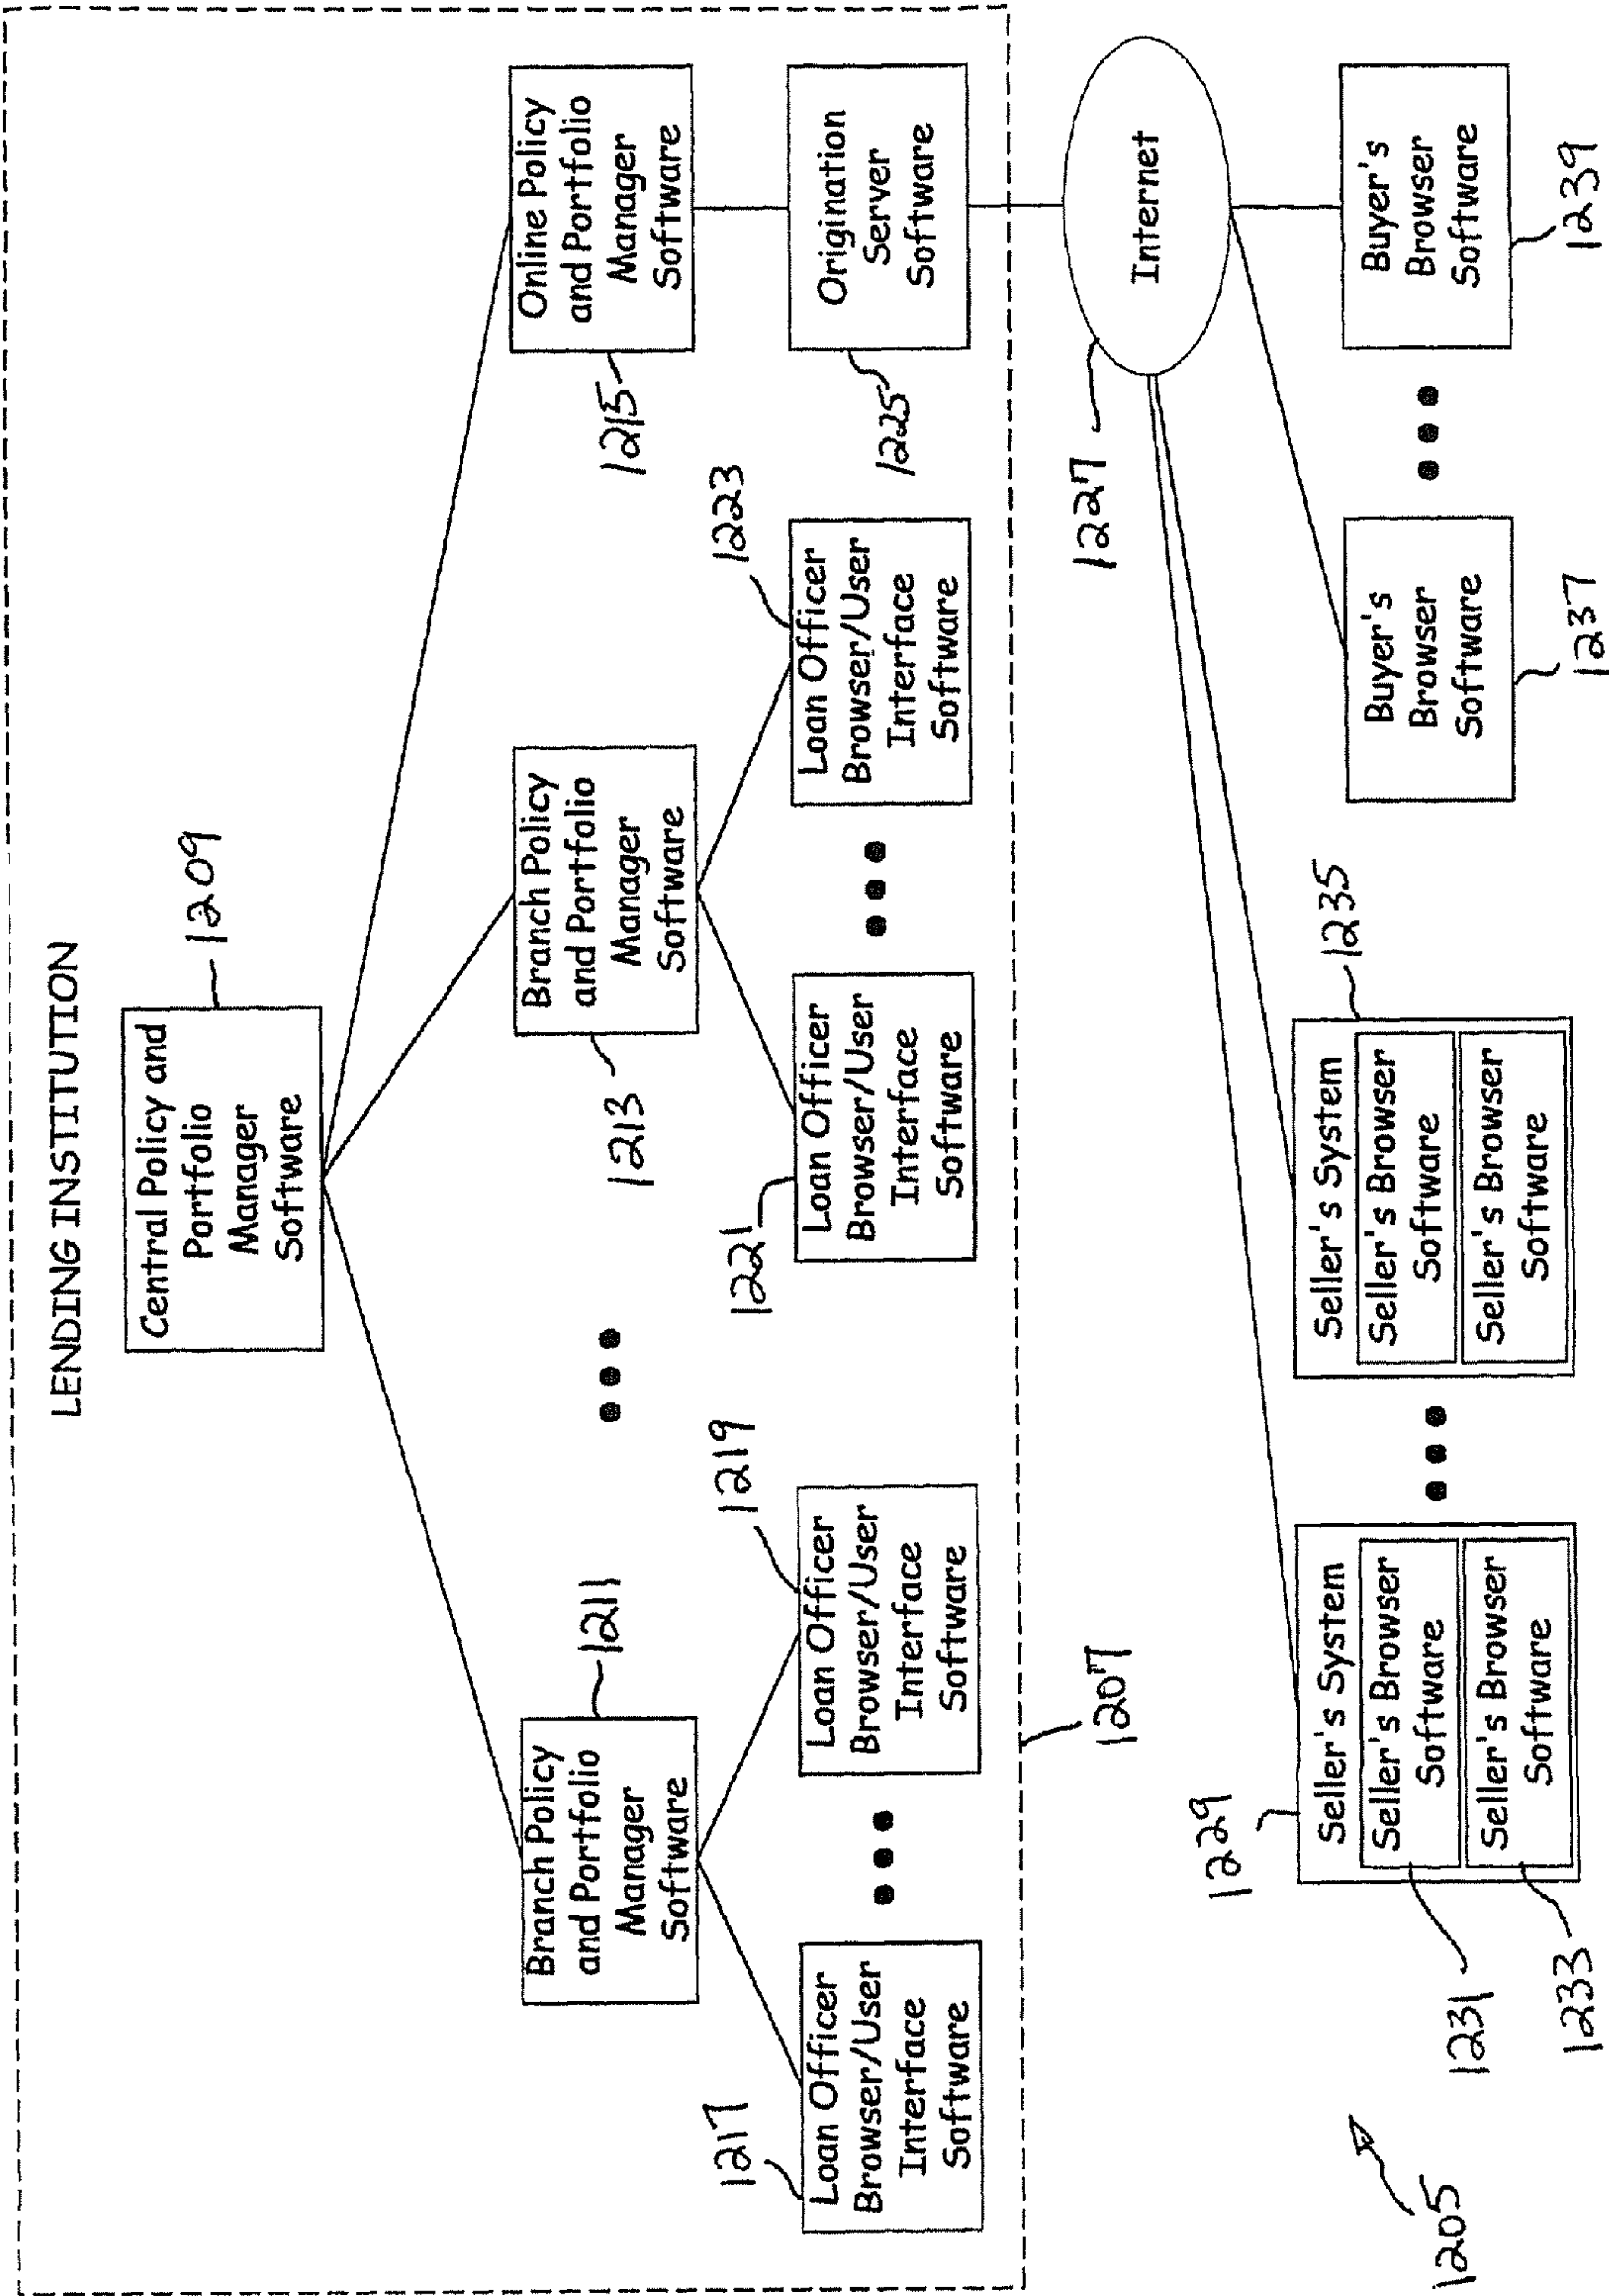 LENDING INSTITUTION
Central Policy and
Portfolio
Manager
Software
1209
Branch Policy
and Portfolio
Manager
Software
1211
Branch Policy
and Portfolio
Manager
Software
1213
Online Policy
and Portfolio
Manager
Software
1215
1217
Loan Officer
Browser/User
Interface
Software
1219
Loan Officer
Browser/User
Interface
Software
1221
Loan Officer
Browser/User
Interface
Software
1223
Loan Officer
Browser/User
Interface
Software
Origination
Server
Software
1225
1207
Internet
1227
1229
Seller's System
Seller's Browser
Software
Seller's Browser
Software
1231
1233
1235
Seller's System
Seller's Browser
Software
Seller's Browser
Software
Buyer's
Browser
Software
1237
Buyer's
Browser
Software
1239
1205